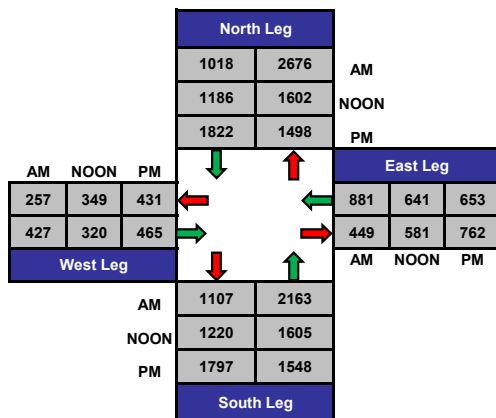 North Leg
1018 2676 AM
1186 1602 NOON
1822 1498 PM
AM NOON PM East Leg
257 349 431 881 641 653
427 320 465 449 581 762
West Leg AM NOON PM
AM 1107 2163
NOON 1220 1605
PM 1797 1548
South Leg